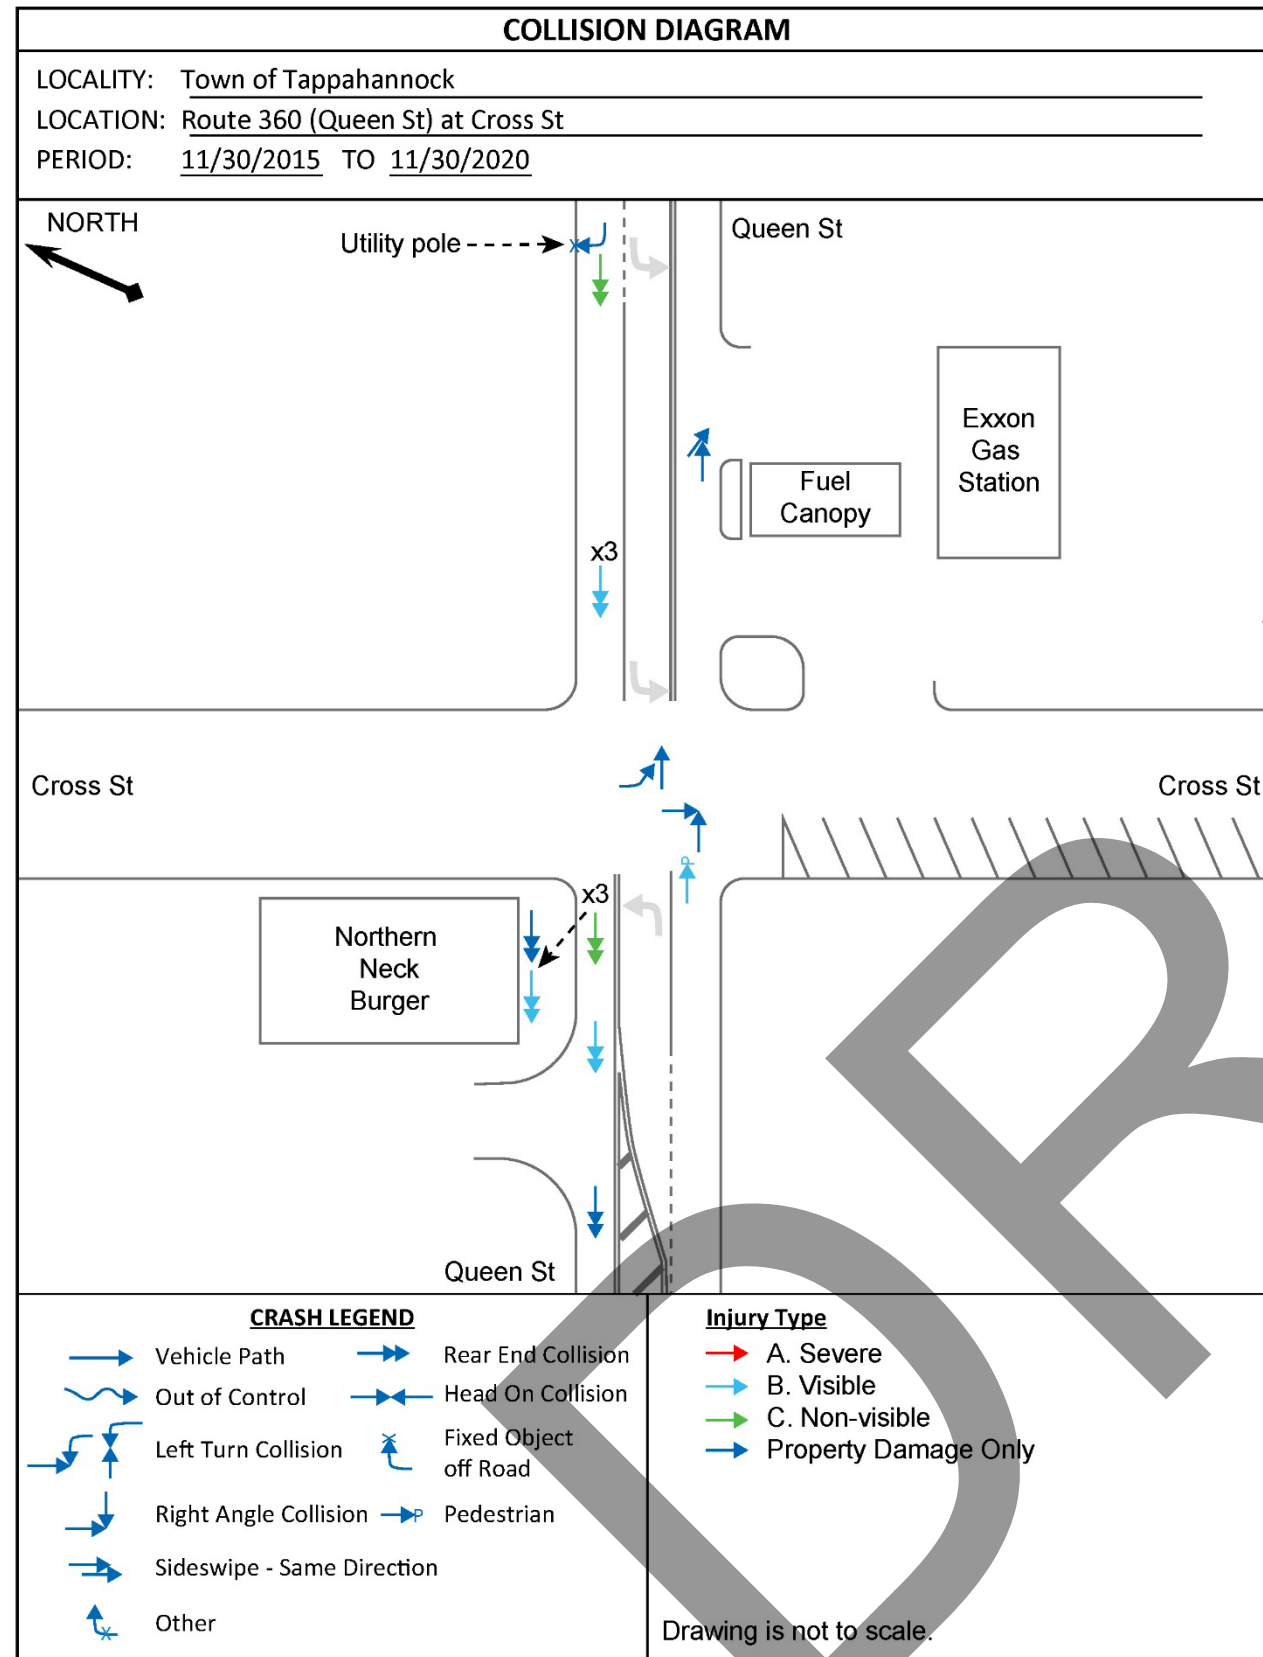 COLLISION DIAGRAM
LOCALITY: Town of Tappahannock
LOCATION: Route 360 (Queen St) at Cross St
PERIOD: 11/30/2015 TO 11/30/2020
NORTH
Utility pole
Queen St
Exxon
Gas
Station
Fuel
Canopy
x3
Cross St
Cross St
P
x3
Northern
Neck
Burger
Queen St
CRASH LEGEND
Vehicle Path
Rear End Collision
Out of Control
Head On Collision
Left Turn Collision
Fixed Object
off Road
Right Angle Collision
P Pedestrian
Sideswipe - Same Direction
Other
Injury Type
A. Severe
B. Visible
C. Non-visible
Property Damage Only
Drawing is not to scale.
DR